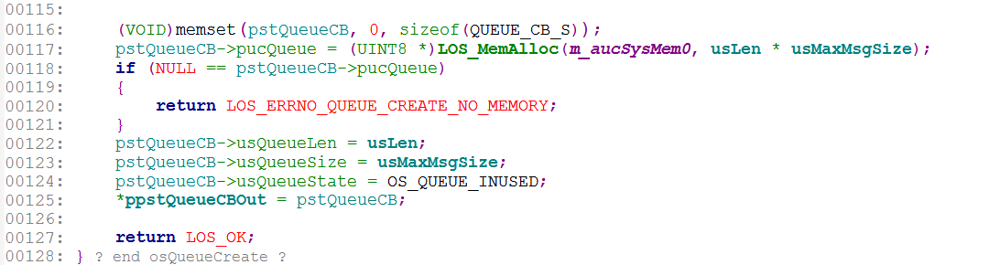 00115:
00116:     (VOID)memset(pstQueueCB, 0, sizeof(QUEUE_CB_S));
00117:     pstQueueCB->pucQueue = (UINT8 *)LOS_MemAlloc(m_aucSysMem0, usLen * usMaxMsgSize);
00118:     if (NULL == pstQueueCB->pucQueue)
00119:     {
00120:         return LOS_ERRNO_QUEUE_CREATE_NO_MEMORY;
00121:     }
00122:     pstQueueCB->usQueueLen = usLen;
00123:     pstQueueCB->usQueueSize = usMaxMsgSize;
00124:     pstQueueCB->usQueueState = OS_QUEUE_INUSED;
00125:     *ppstQueueCBOut = pstQueueCB;
00126:
00127:     return LOS_OK;
00128: } ? end osQueueCreate ?